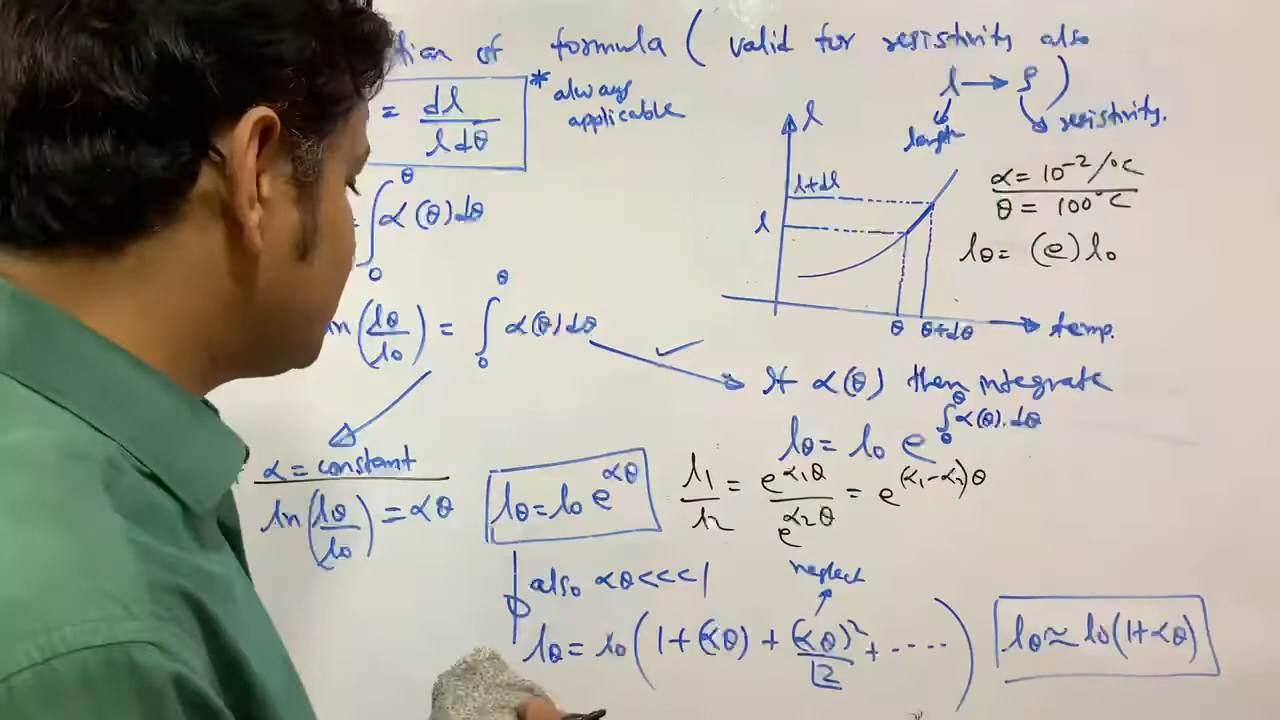 of formula ( valid for resistivity also
l → ρ )
length
resistivity.
= dl / l dθ
* always applicable
∫₀^θ α(θ) dθ
ln(lθ/l₀) = ∫₀^θ α(θ) dθ
l
l+dl
l
θ θ+dθ temp.
α = 10⁻² /°C
θ = 100°C
lθ = (e) l₀
If α(θ) then integrate
lθ = l₀ e^∫₀^θ α(θ).dθ
α = constant
ln(lθ/l₀) = αθ
lθ = l₀ e^αθ
l₁/l₂ = e^α₁θ / e^α₂θ = e^(α₁-α₂)θ
also αθ <<< 1
neglect
lθ = l₀ ( 1 + (αθ) + (αθ)²/⌊2 + ..... )
lθ ≃ l₀(1+αθ)